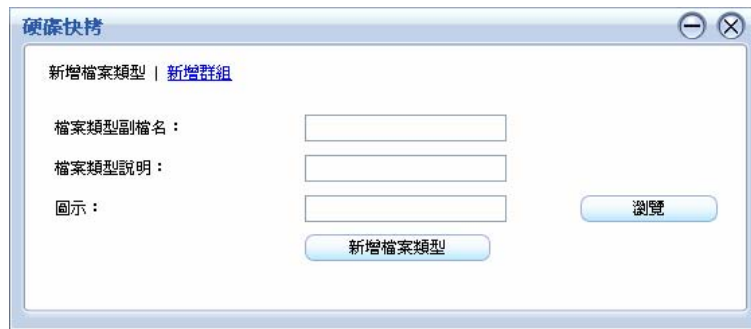 硬碟快拷
新增檔案類型 | 新增群組
檔案類型副檔名：
檔案類型說明：
圖示：
瀏覽
新增檔案類型